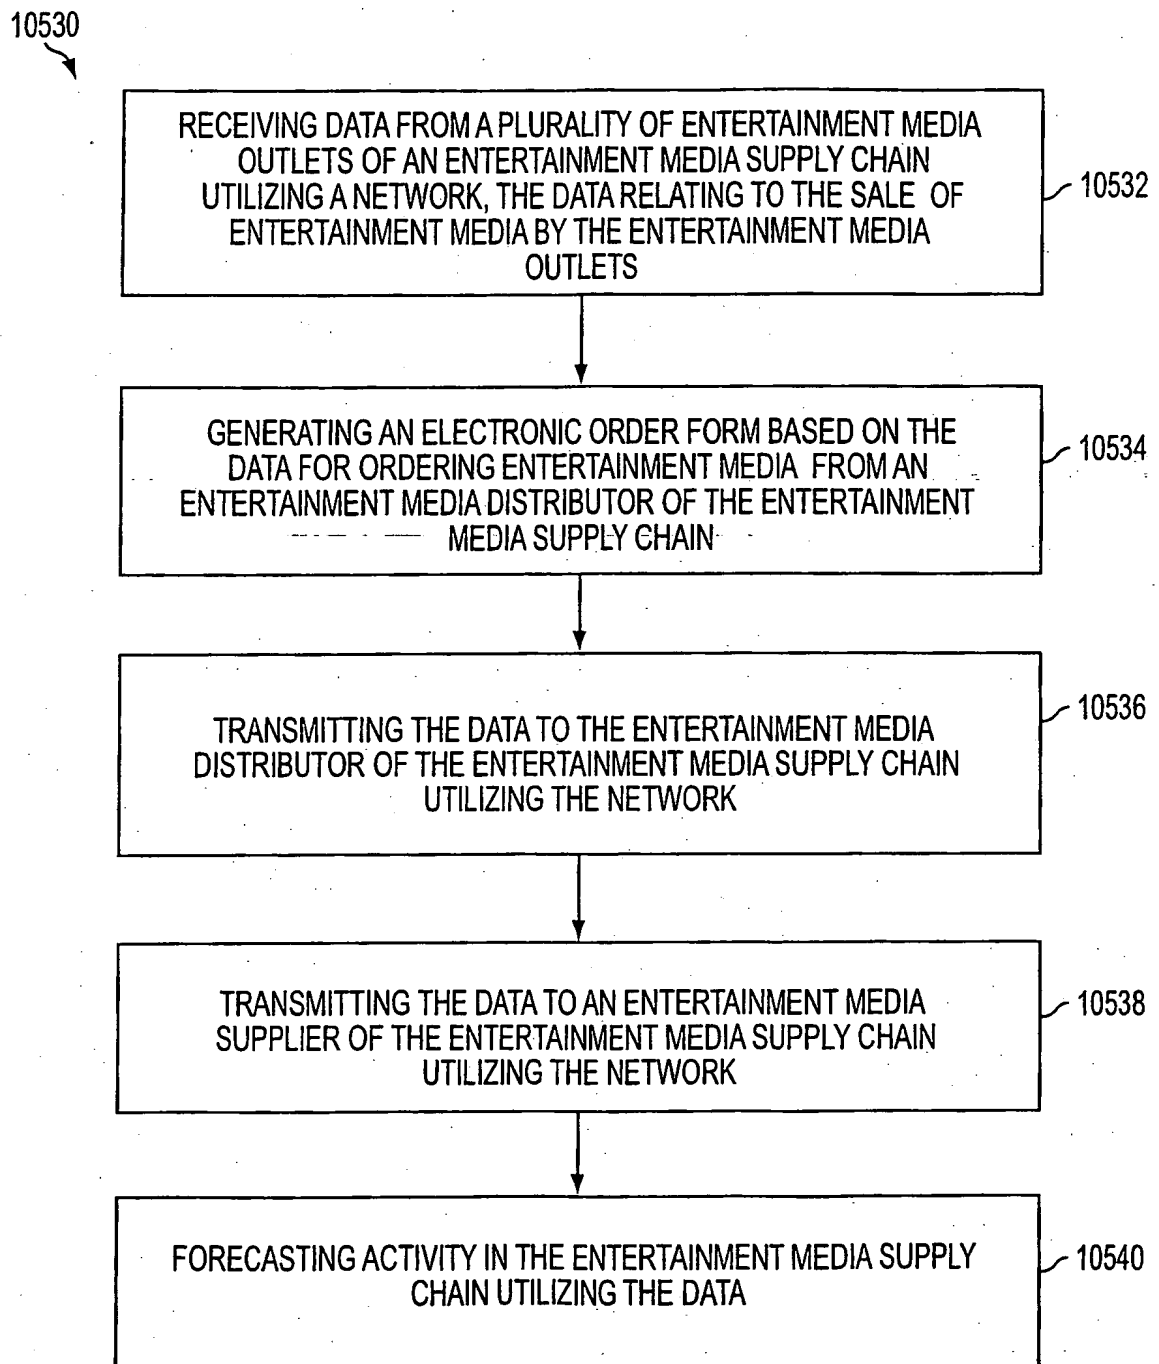 10530
RECEIVING DATA FROM A PLURALITY OF ENTERTAINMENT MEDIA
OUTLETS OF AN ENTERTAINMENT MEDIA SUPPLY CHAIN
UTILIZING A NETWORK, THE DATA RELATING TO THE SALE OF
ENTERTAINMENT MEDIA BY THE ENTERTAINMENT MEDIA
OUTLETS
10532
GENERATING AN ELECTRONIC ORDER FORM BASED ON THE
DATA FOR ORDERING ENTERTAINMENT MEDIA FROM AN
ENTERTAINMENT MEDIA DISTRIBUTOR OF THE ENTERTAINMENT
MEDIA SUPPLY CHAIN
10534
TRANSMITTING THE DATA TO THE ENTERTAINMENT MEDIA
DISTRIBUTOR OF THE ENTERTAINMENT MEDIA SUPPLY CHAIN
UTILIZING THE NETWORK
10536
TRANSMITTING THE DATA TO AN ENTERTAINMENT MEDIA
SUPPLIER OF THE ENTERTAINMENT MEDIA SUPPLY CHAIN
UTILIZING THE NETWORK
10538
FORECASTING ACTIVITY IN THE ENTERTAINMENT MEDIA SUPPLY
CHAIN UTILIZING THE DATA
10540